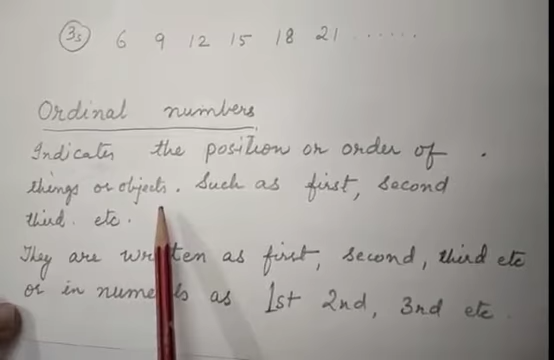 3s 6 9 12 15 18 21 ......
Ordinal numbers
Indicates the position or order of .
things or objects. Such as first, second
third. etc.
They are written as first, second, third etc
or in numerals as 1st 2nd, 3rd etc.